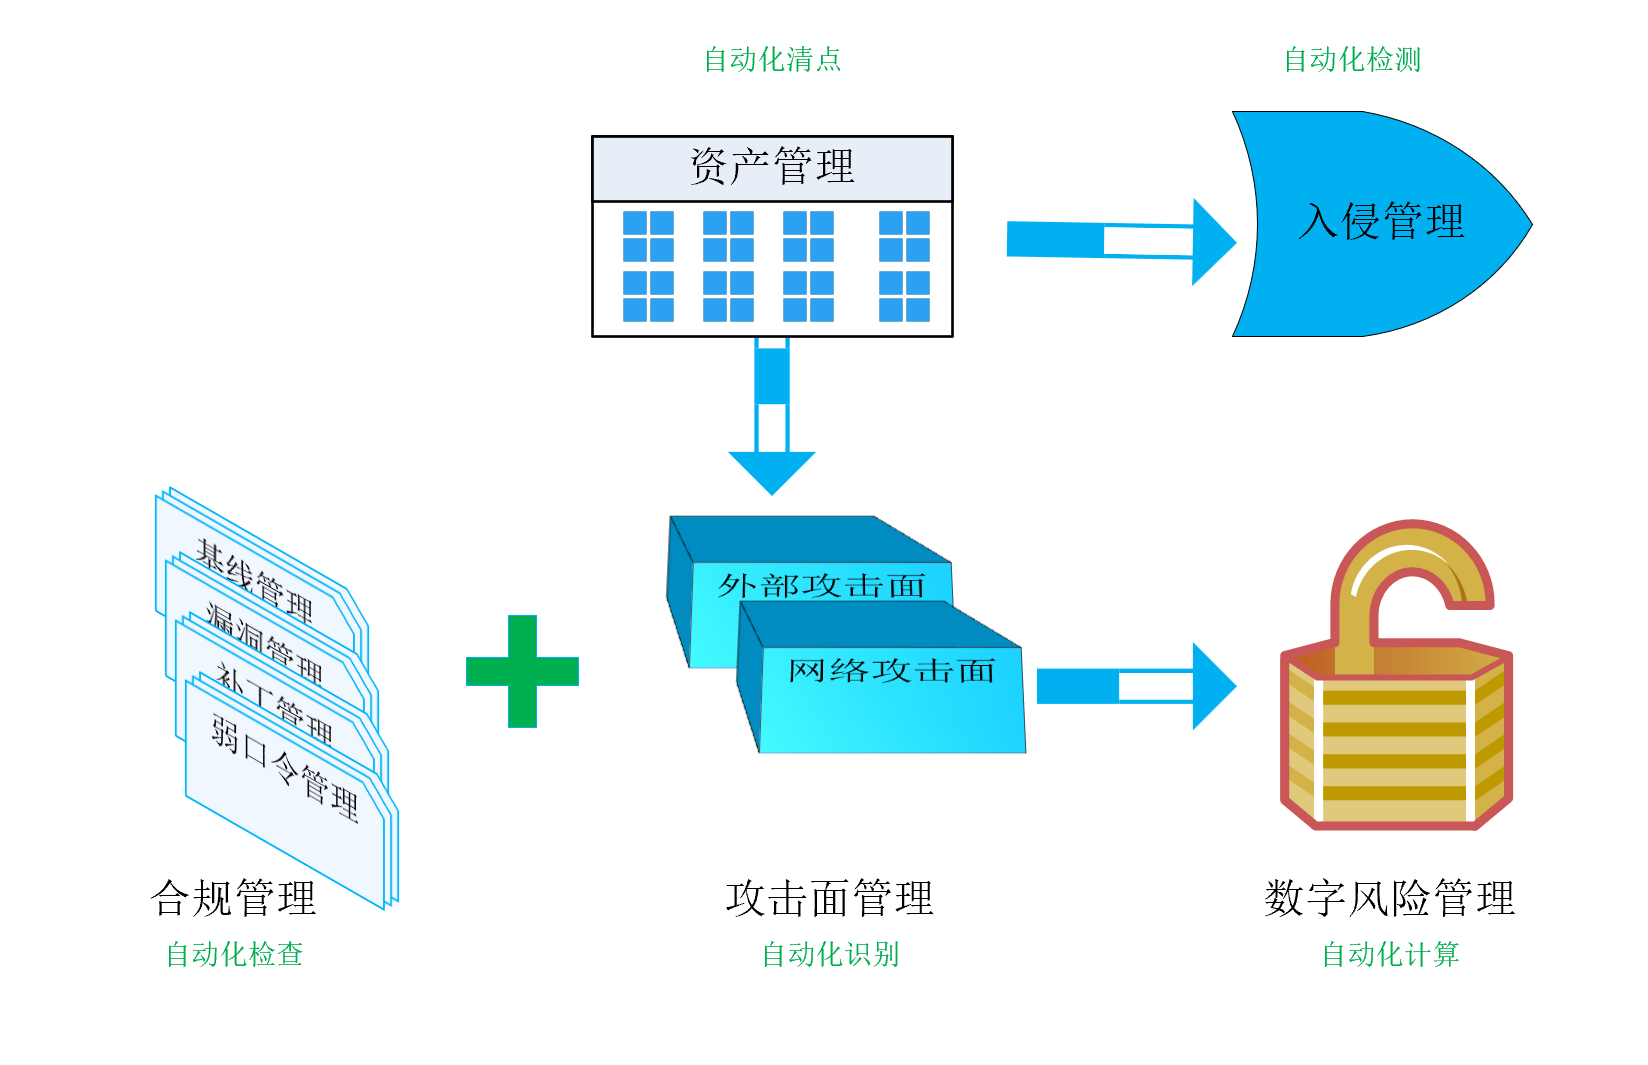 自动化清点
自动化检测
资产管理
入侵管理
基线管理
漏洞管理
补丁管理
弱口令管理
外部攻击面
网络攻击面
合规管理
攻击面管理
数字风险管理
自动化检查
自动化识别
自动化计算